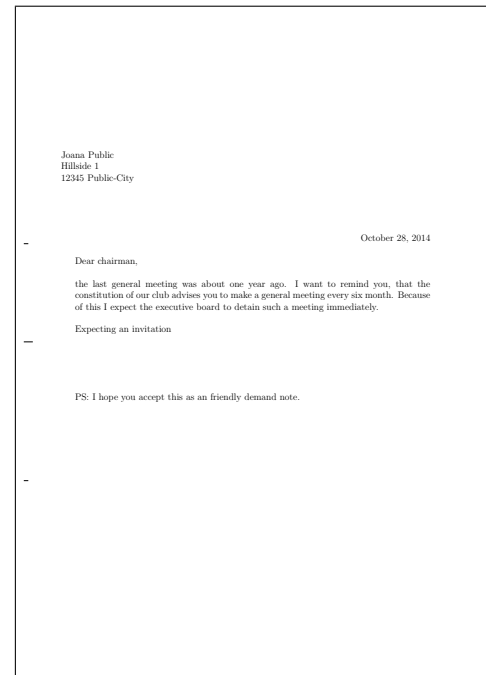 Joana Public
Hillside 1
12345 Public-City
October 28, 2014
Dear chairman,
the last general meeting was about one year ago. I want to remind you, that the
constitution of our club advises you to make a general meeting every six month. Because
of this I expect the executive board to detain such a meeting immediately.
Expecting an invitation
PS: I hope you accept this as an friendly demand note.